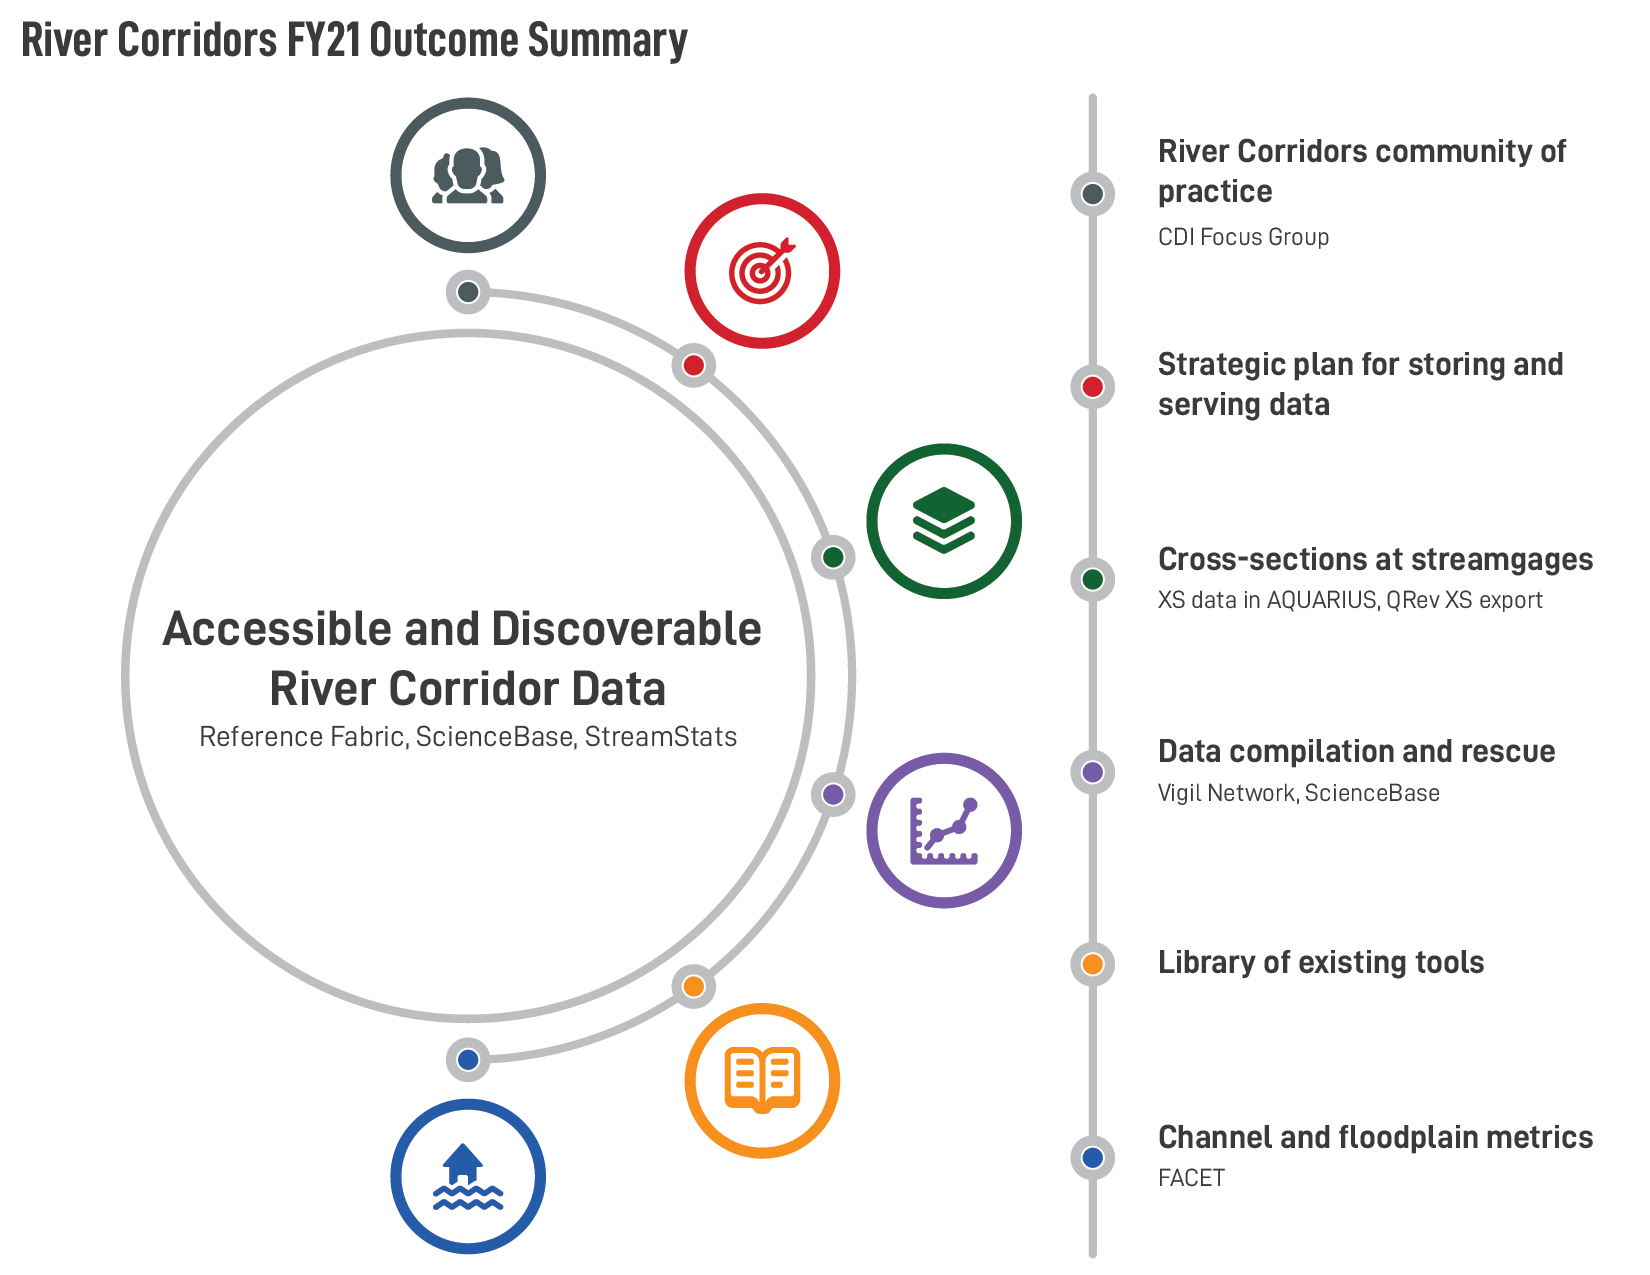 River Corridors FY21 Outcome Summary
Accessible and Discoverable
River Corridor Data
Reference Fabric, ScienceBase, StreamStats
River Corridors community of
practice
CDI Focus Group
Strategic plan for storing and
serving data
Cross-sections at streamgages
XS data in AQUARIUS, QRev XS export
Data compilation and rescue
Vigil Network, ScienceBase
Library of existing tools
Channel and floodplain metrics
FACET